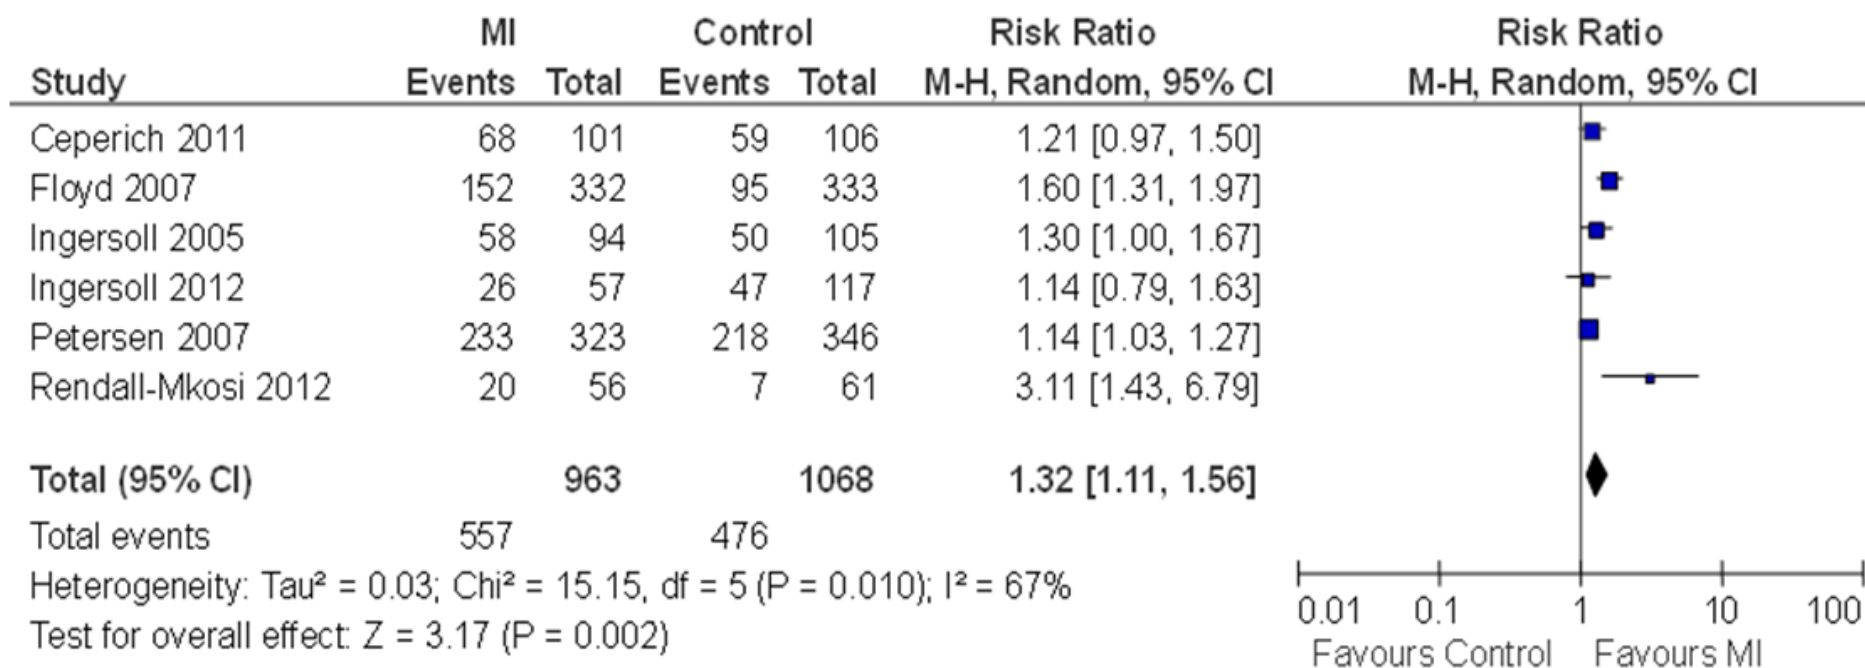 MI Control Risk Ratio Risk Ratio
Study Events Total Events Total M-H, Random, 95% CI M-H, Random, 95% CI
Ceperich 2011 68 101 59 106 1.21 [0.97, 1.50]
Floyd 2007 152 332 95 333 1.60 [1.31, 1.97]
Ingersoll 2005 58 94 50 105 1.30 [1.00, 1.67]
Ingersoll 2012 26 57 47 117 1.14 [0.79, 1.63]
Petersen 2007 233 323 218 346 1.14 [1.03, 1.27]
Rendall-Mkosi 2012 20 56 7 61 3.11 [1.43, 6.79]
Total (95% CI) 963 1068 1.32 [1.11, 1.56]
Total events 557 476
Heterogeneity: Tau² = 0.03; Chi² = 15.15, df = 5 (P = 0.010); I² = 67%
Test for overall effect: Z = 3.17 (P = 0.002)
0.01 0.1 1 10 100
Favours Control Favours MI